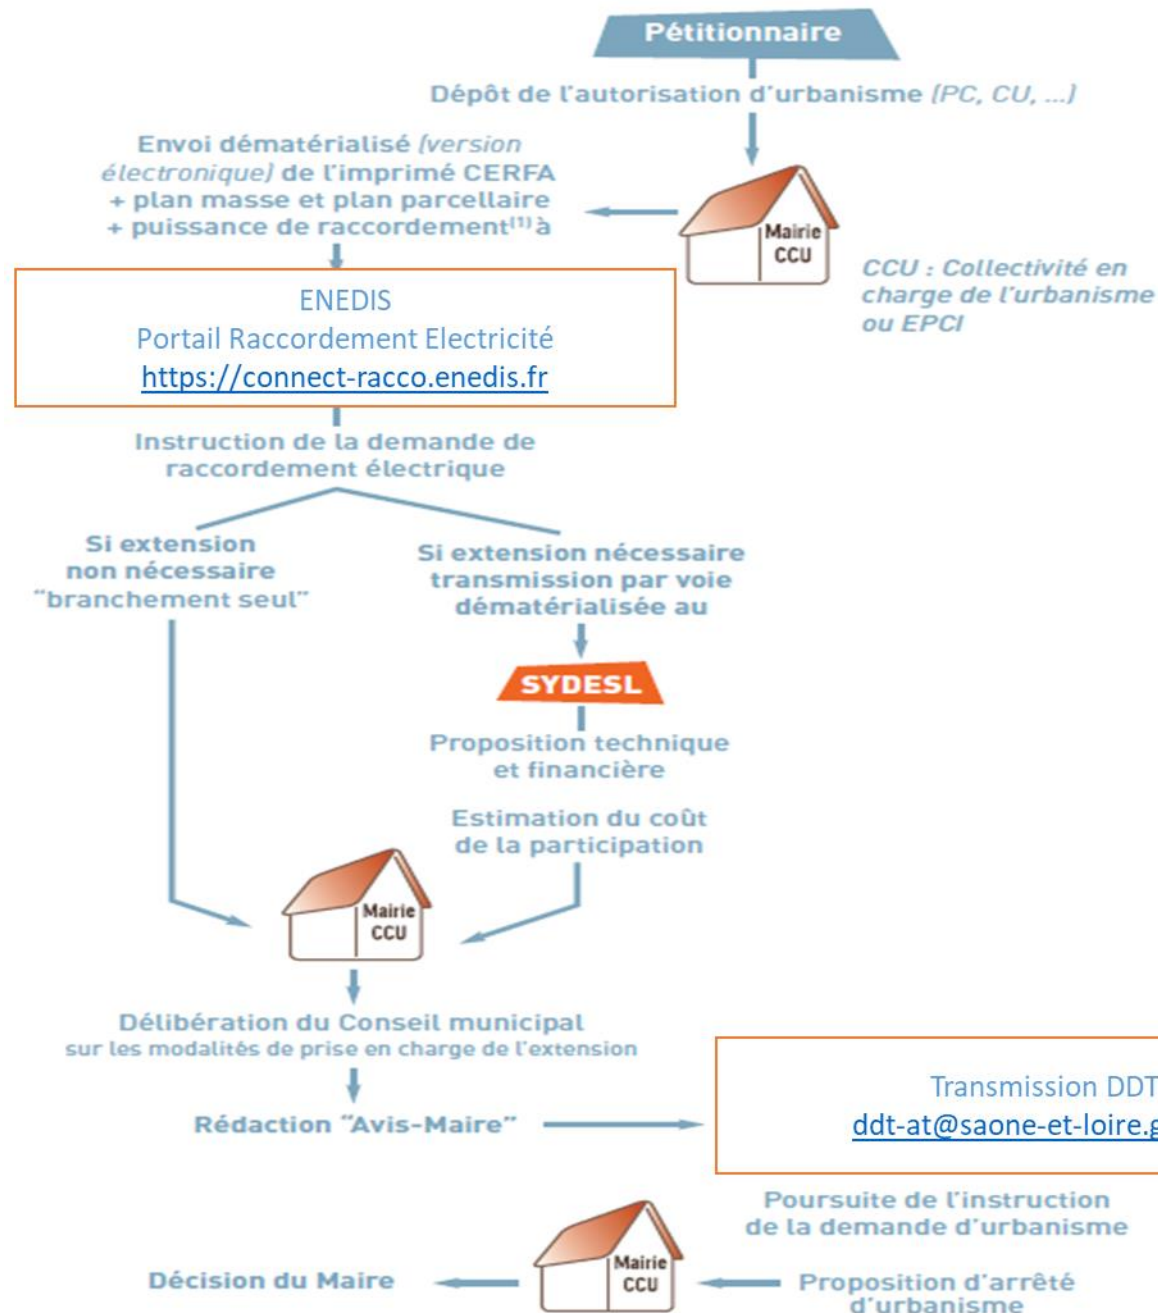 Pétitionnaire
Dépôt de l'autorisation d'urbanisme (PC, CU, ...)
Envoi dématérialisé (version
électronique) de l'imprimé CERFA
+ plan masse et plan parcellaire
+ puissance de raccordement(1) à
Mairie
CCU
CCU : Collectivité en
charge de l'urbanisme
ou EPCI
ENEDIS
Portail Raccordement Electricité
https://connect-racco.enedis.fr
Instruction de la demande de
raccordement électrique
Si extension
non nécessaire
"branchement seul"
Si extension nécessaire
transmission par voie
dématérialisée au
SYDESL
Proposition technique
et financière
Estimation du coût
de la participation
Mairie
CCU
Délibération du Conseil municipal
sur les modalités de prise en charge de l'extension
Rédaction "Avis-Maire"
Transmission DDT
ddt-at@saone-et-loire.g
Poursuite de l'instruction
de la demande d'urbanisme
Mairie
CCU
Proposition d'arrêté
d'urbanisme
Décision du Maire